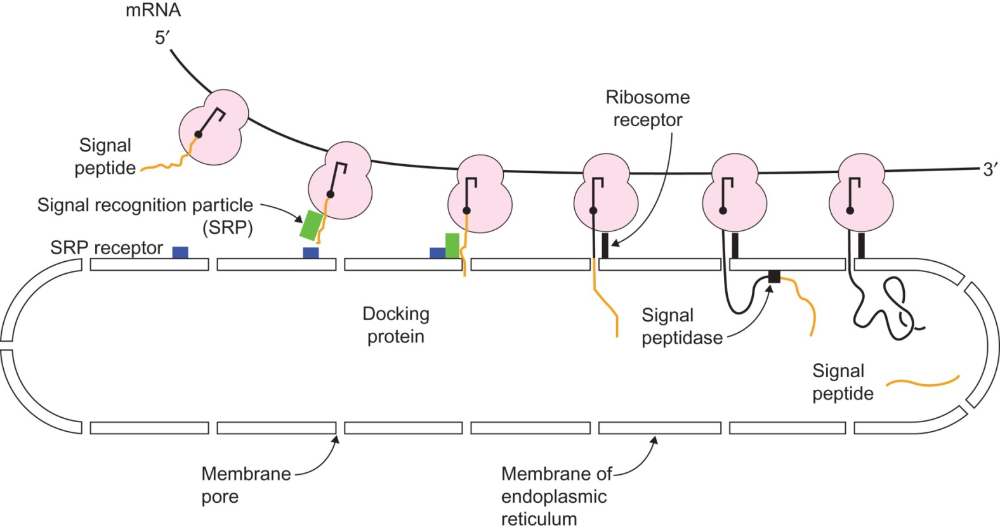 mRNA
5′
Ribosome
receptor
Signal
peptide
3′
Signal recognition particle
(SRP)
SRP receptor
Docking
protein
Signal
peptidase
Signal
peptide
Membrane
pore
Membrane of
endoplasmic
reticulum